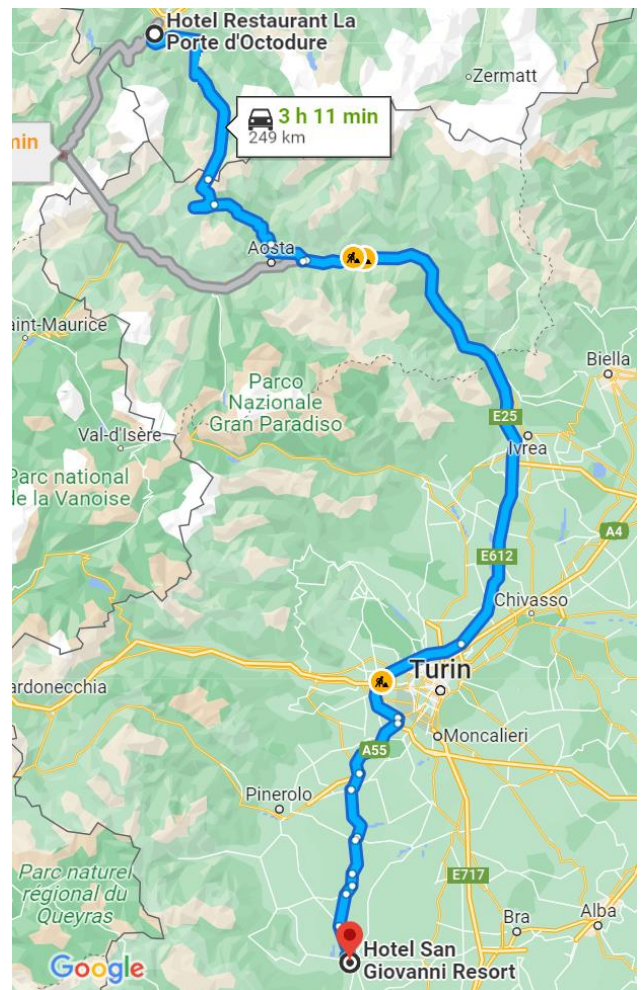 Hotel Restaurant La
Porte d'Octodure
Zermatt
min
3 h 11 min
249 km
Aosta
aint-Maurice
Biella
Parco
Nazionale
Gran Paradiso
E25
Val-d'Isère
Ivrea
Parc national
de la Vanoise
A4
E612
Chivasso
Turin
ardonecchia
Moncalieri
A55
Pinerolo
Parc naturel
régional du
Queyras
E717
Bra
Alba
Hotel San
Giovanni Resort
Google